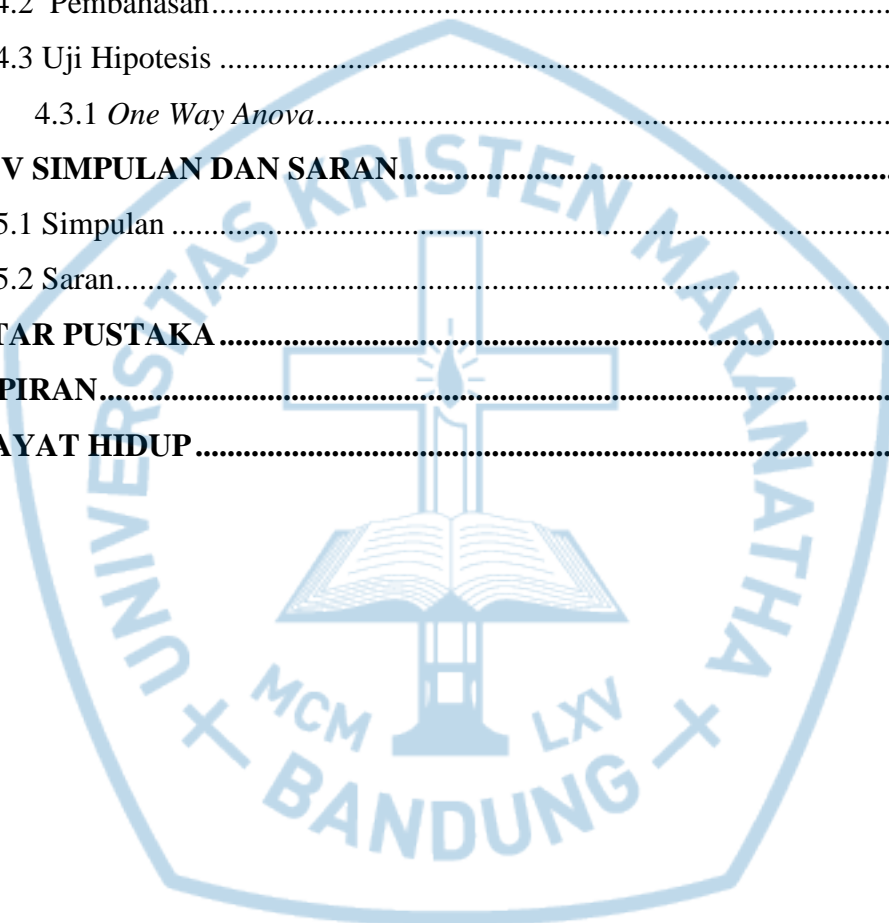 4.2 Pembahasan
4.3 Uji Hipotesis
4.3.1 One Way Anova
V SIMPULAN DAN SARAN
5.1 Simpulan
5.2 Saran
TAR PUSTAKA
PIRAN
AYAT HIDUP
UNIVERSITAS KRISTEN MARANATHA
MCM LXV
BANDUNG